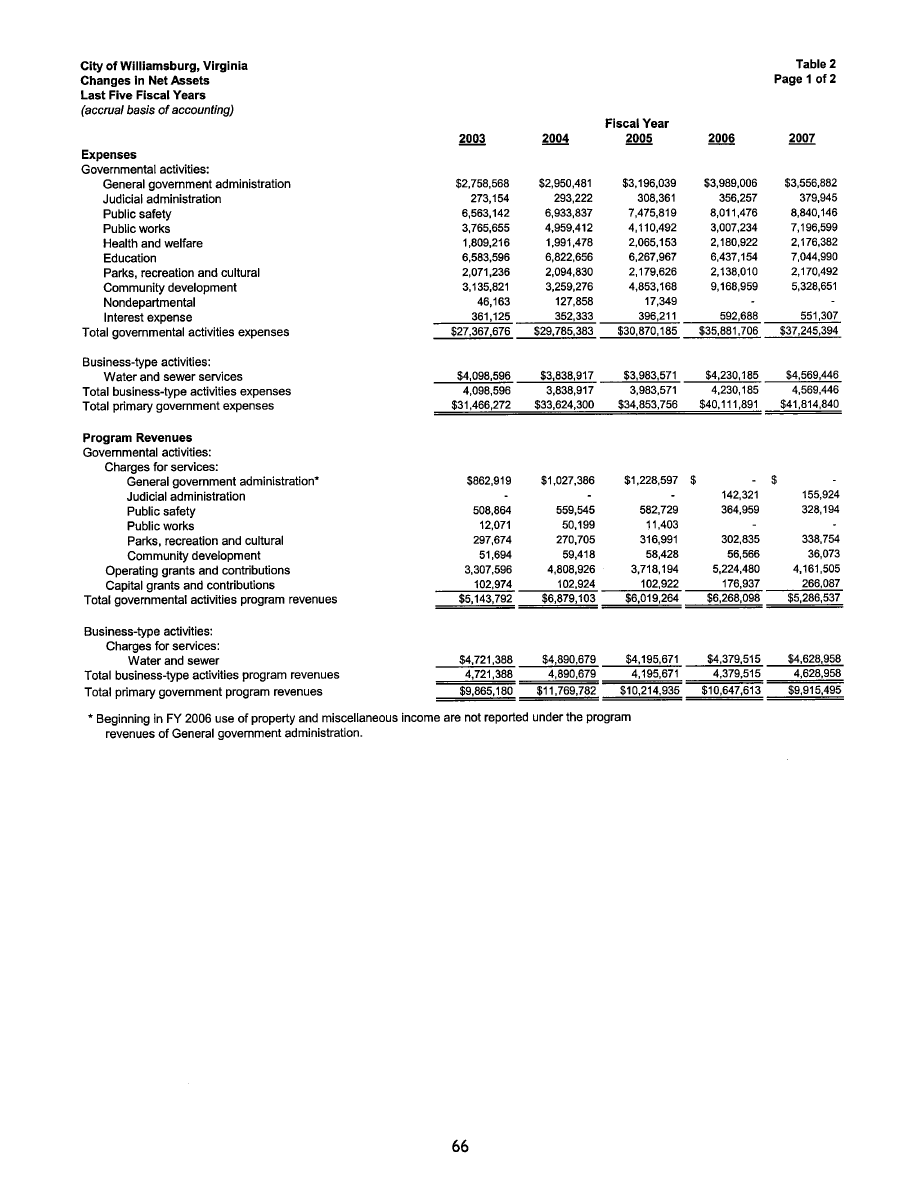 City of Williamsburg, Virginia Table 2
Changes in Net Assets Page 1 of 2
Last Five Fiscal Years
(accrual basis of accounting)
Fiscal Year
2003 2004 2005 2006 2007
Expenses
Governmental activities:
General government administration $2,758,568 $2,950,481 $3,196,039 $3,989,006 $3,556,882
Judicial administration 273,154 293,222 308,361 356,257 379,945
Public safety 6,563,142 6,933,837 7,475,819 8,011,476 8,840,146
Public works 3,765,655 4,959,412 4,110,492 3,007,234 7,196,599
Health and welfare 1,809,216 1,991,478 2,065,153 2,180,922 2,176,382
Education 6,583,596 6,822,656 6,267,967 6,437,154 7,044,990
Parks, recreation and cultural 2,071,236 2,094,830 2,179,626 2,138,010 2,170,492
Community development 3,135,821 3,259,276 4,853,168 9,168,959 5,328,651
Nondepartmental 46,163 127,858 17,349 - -
Interest expense 361,125 352,333 396,211 592,688 551,307
Total governmental activities expenses $27,367,676 $29,785,383 $30,870,185 $35,881,706 $37,245,394
Business-type activities:
Water and sewer services $4,098,596 $3,838,917 $3,983,571 $4,230,185 $4,569,446
Total business-type activities expenses 4,098,596 3,838,917 3,983,571 4,230,185 4,569,446
Total primary government expenses $31,466,272 $33,624,300 $34,853,756 $40,111,891 $41,814,840
Program Revenues
Governmental activities:
Charges for services:
General government administration* $862,919 $1,027,386 $1,228,597 $ - $ -
Judicial administration - - - 142,321 155,924
Public safety 508,864 559,545 582,729 364,959 328,194
Public works 12,071 50,199 11,403 - -
Parks, recreation and cultural 297,674 270,705 316,991 302,835 338,754
Community development 51,694 59,418 58,428 56,566 36,073
Operating grants and contributions 3,307,596 4,808,926 3,718,194 5,224,480 4,161,505
Capital grants and contributions 102,974 102,924 102,922 176,937 266,087
Total governmental activities program revenues $5,143,792 $6,879,103 $6,019,264 $6,268,098 $5,286,537
Business-type activities:
Charges for services:
Water and sewer $4,721,388 $4,890,679 $4,195,671 $4,379,515 $4,628,958
Total business-type activities program revenues 4,721,388 4,890,679 4,195,671 4,379,515 4,628,958
Total primary government program revenues $9,865,180 $11,769,782 $10,214,935 $10,647,613 $9,915,495
* Beginning in FY 2006 use of property and miscellaneous income are not reported under the program
revenues of General government administration.
66